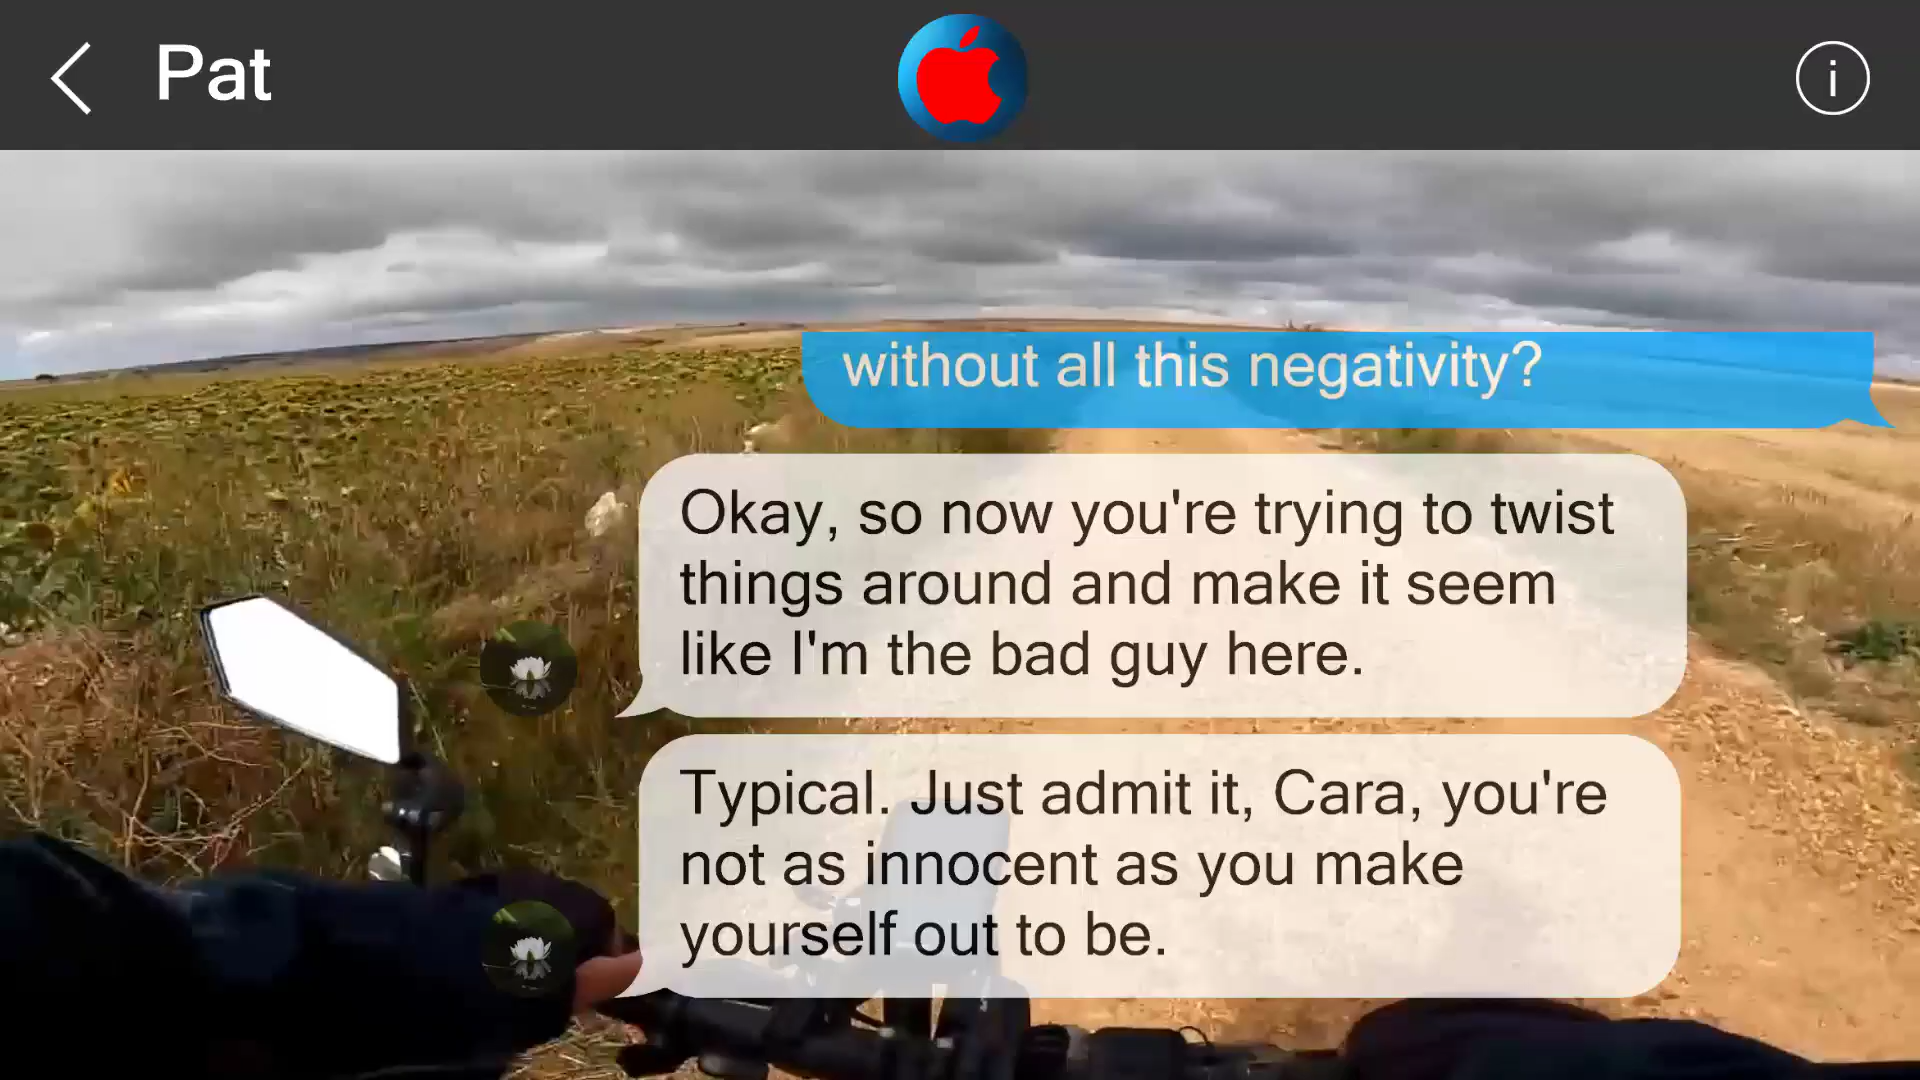 Pat
i
without all this negativity?
Okay, so now you're trying to twist
things around and make it seem
like I'm the bad guy here.
Typical. Just admit it, Cara, you're
not as innocent as you make
yourself out to be.